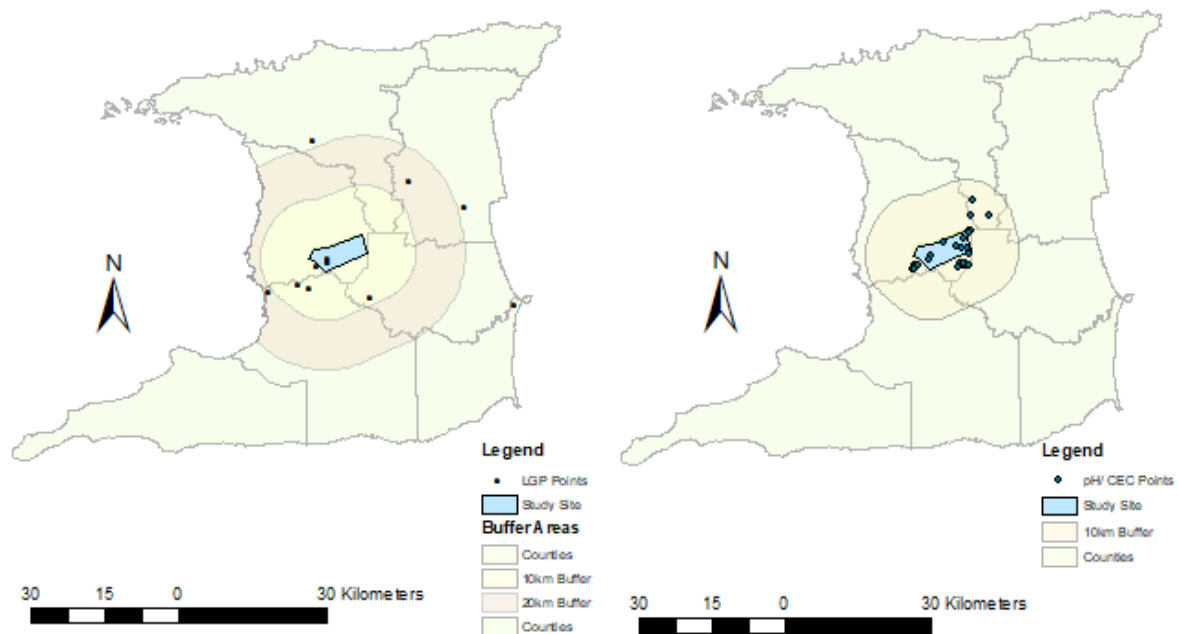 N
Legend
LGP Points
Study Site
Buffer Areas
Counties
10km Buffer
20km Buffer
Counties
30 15 0 30 Kilometers
N
Legend
pH/ CEC Points
Study Site
10km Buffer
Counties
30 15 0 30 Kilometers